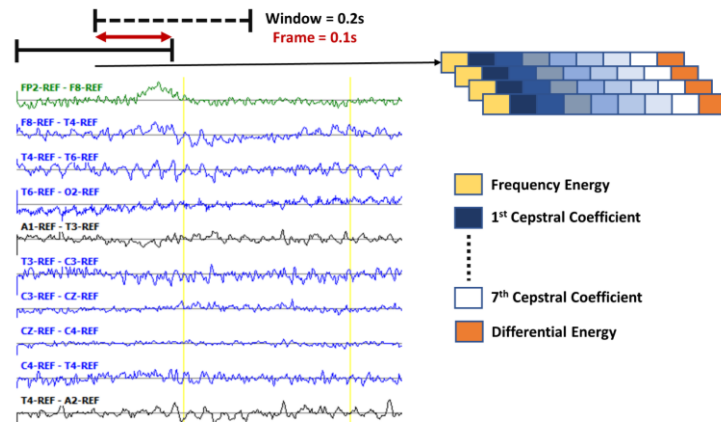 Window = 0.2s
Frame = 0.1s
FP2-REF - F8-REF
F8-REF - T4-REF
T4-REF - T6-REF
T6-REF - O2-REF
A1-REF - T3-REF
T3-REF - C3-REF
C3-REF - CZ-REF
CZ-REF - C4-REF
C4-REF - T4-REF
T4-REF - A2-REF
Frequency Energy
1st Cepstral Coefficient
7th Cepstral Coefficient
Differential Energy